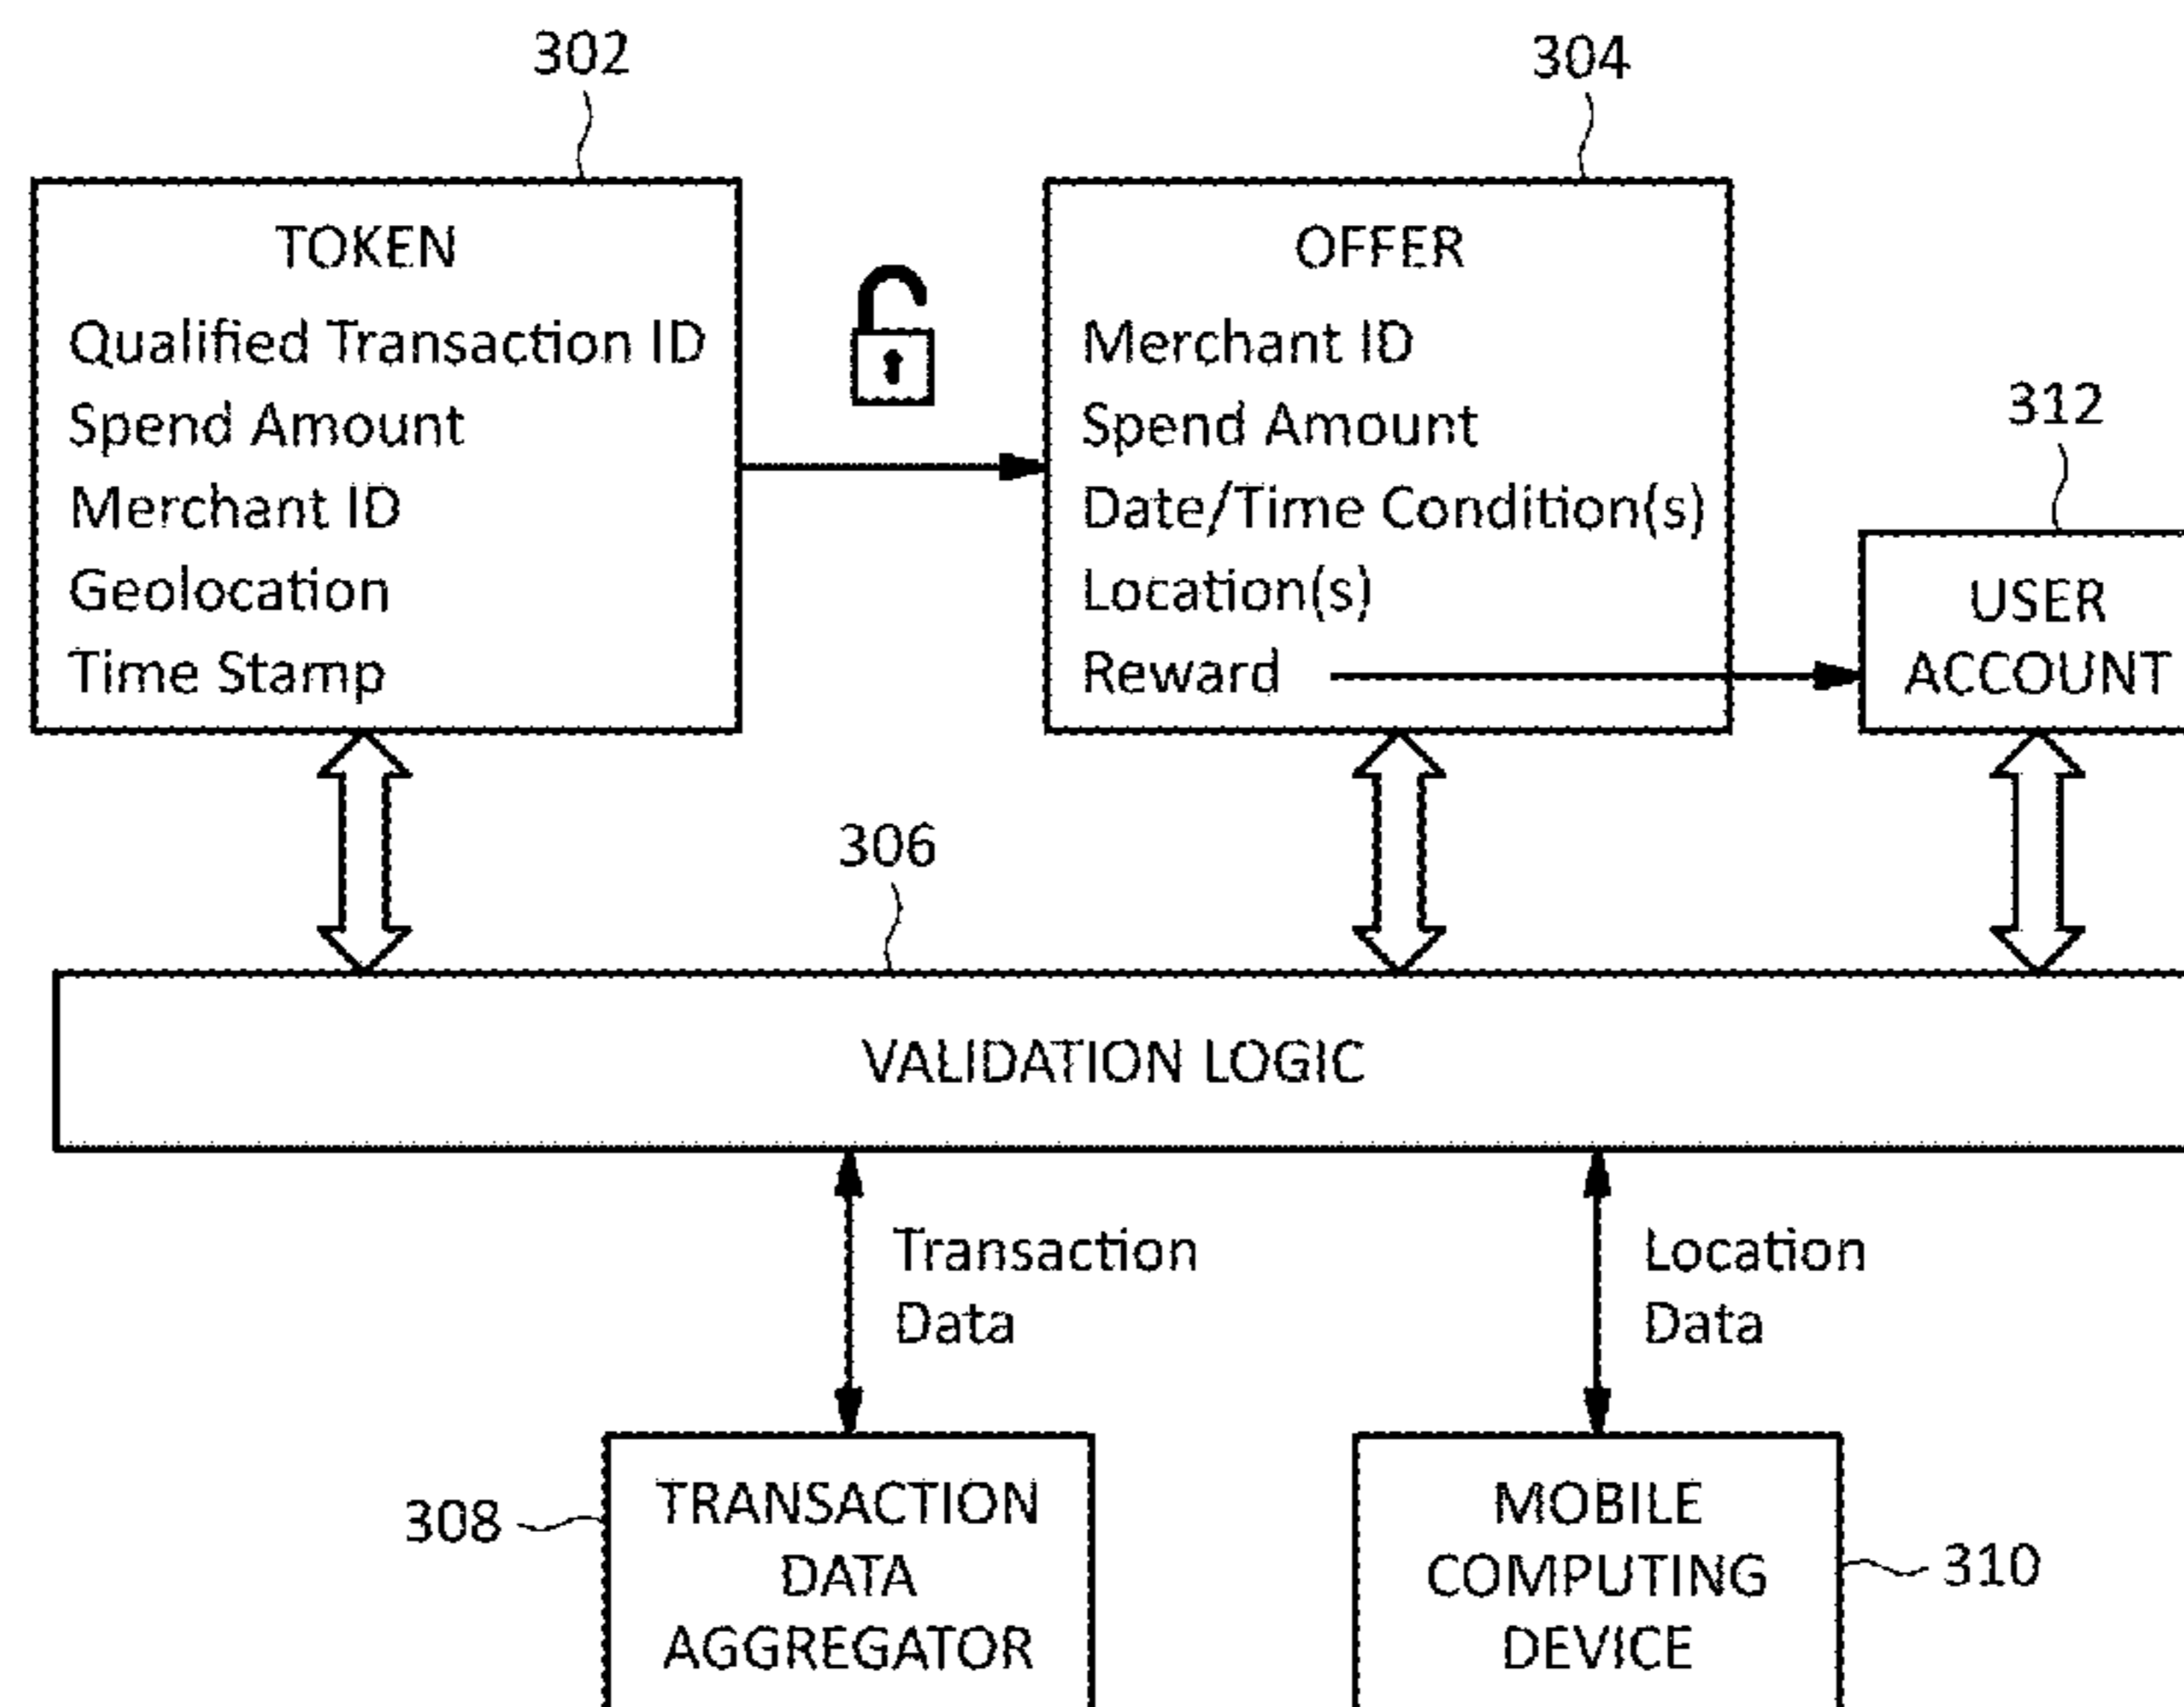 302
304
TOKEN
Qualified Transaction ID
Spend Amount
Merchant ID
Geolocation
Time Stamp
OFFER
Merchant ID
Spend Amount
Date/Time Condition(s)
Location(s)
Reward
312
USER
ACCOUNT
306
VALIDATION LOGIC
Transaction
Data
Location
Data
308
TRANSACTION
DATA
AGGREGATOR
MOBILE
COMPUTING
DEVICE
310